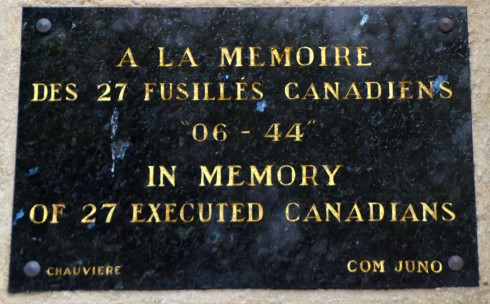 A LA MEMOIRE
DES 27 FUSILLÉS CANADIENS
"06 - 44"
IN MEMORY
OF 27 EXECUTED CANADIANS
CHAUVIERE COM JUNO